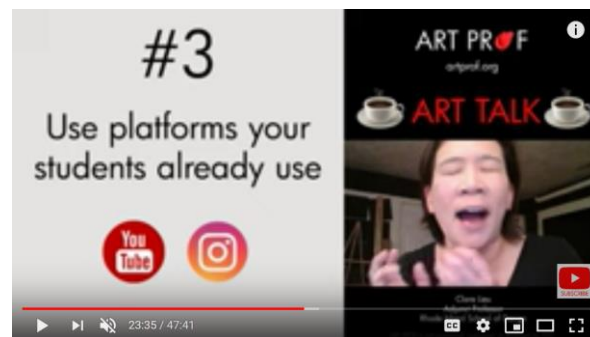 #3
Use platforms your
students already use
You
Tube
ART PROF
artprof.org
ART TALK
SUBSCRIBE
23:35 / 47:41
CC